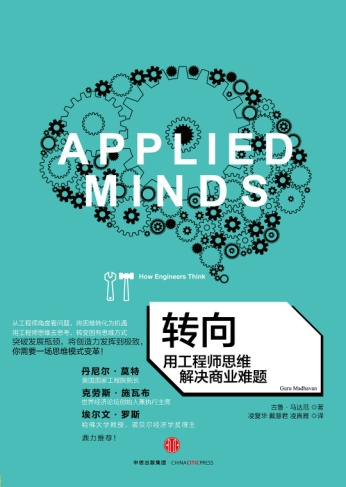 APPLIED
MINDS
How Engineers Think
从工程师角度看问题，将思维转化为机遇
用工程师思维去思考，转变固有思维方式
突破发展瓶颈，将创造力发挥到极致，
你需要一场思维模式变革！
转向
用工程师思维
解决商业难题
Guru Madhavan
丹尼尔·莫特
美国国家工程院院长
克劳斯·施瓦布
世界经济论坛创始人兼执行主席
埃尔文·罗斯
哈佛大学教授，诺贝尔经济学奖得主
鼎力推荐！
古鲁·马达范 ◎著
凌复华 戴慧君 凌崀雅 ◎译
中信出版集团·CHINACITICPRESS